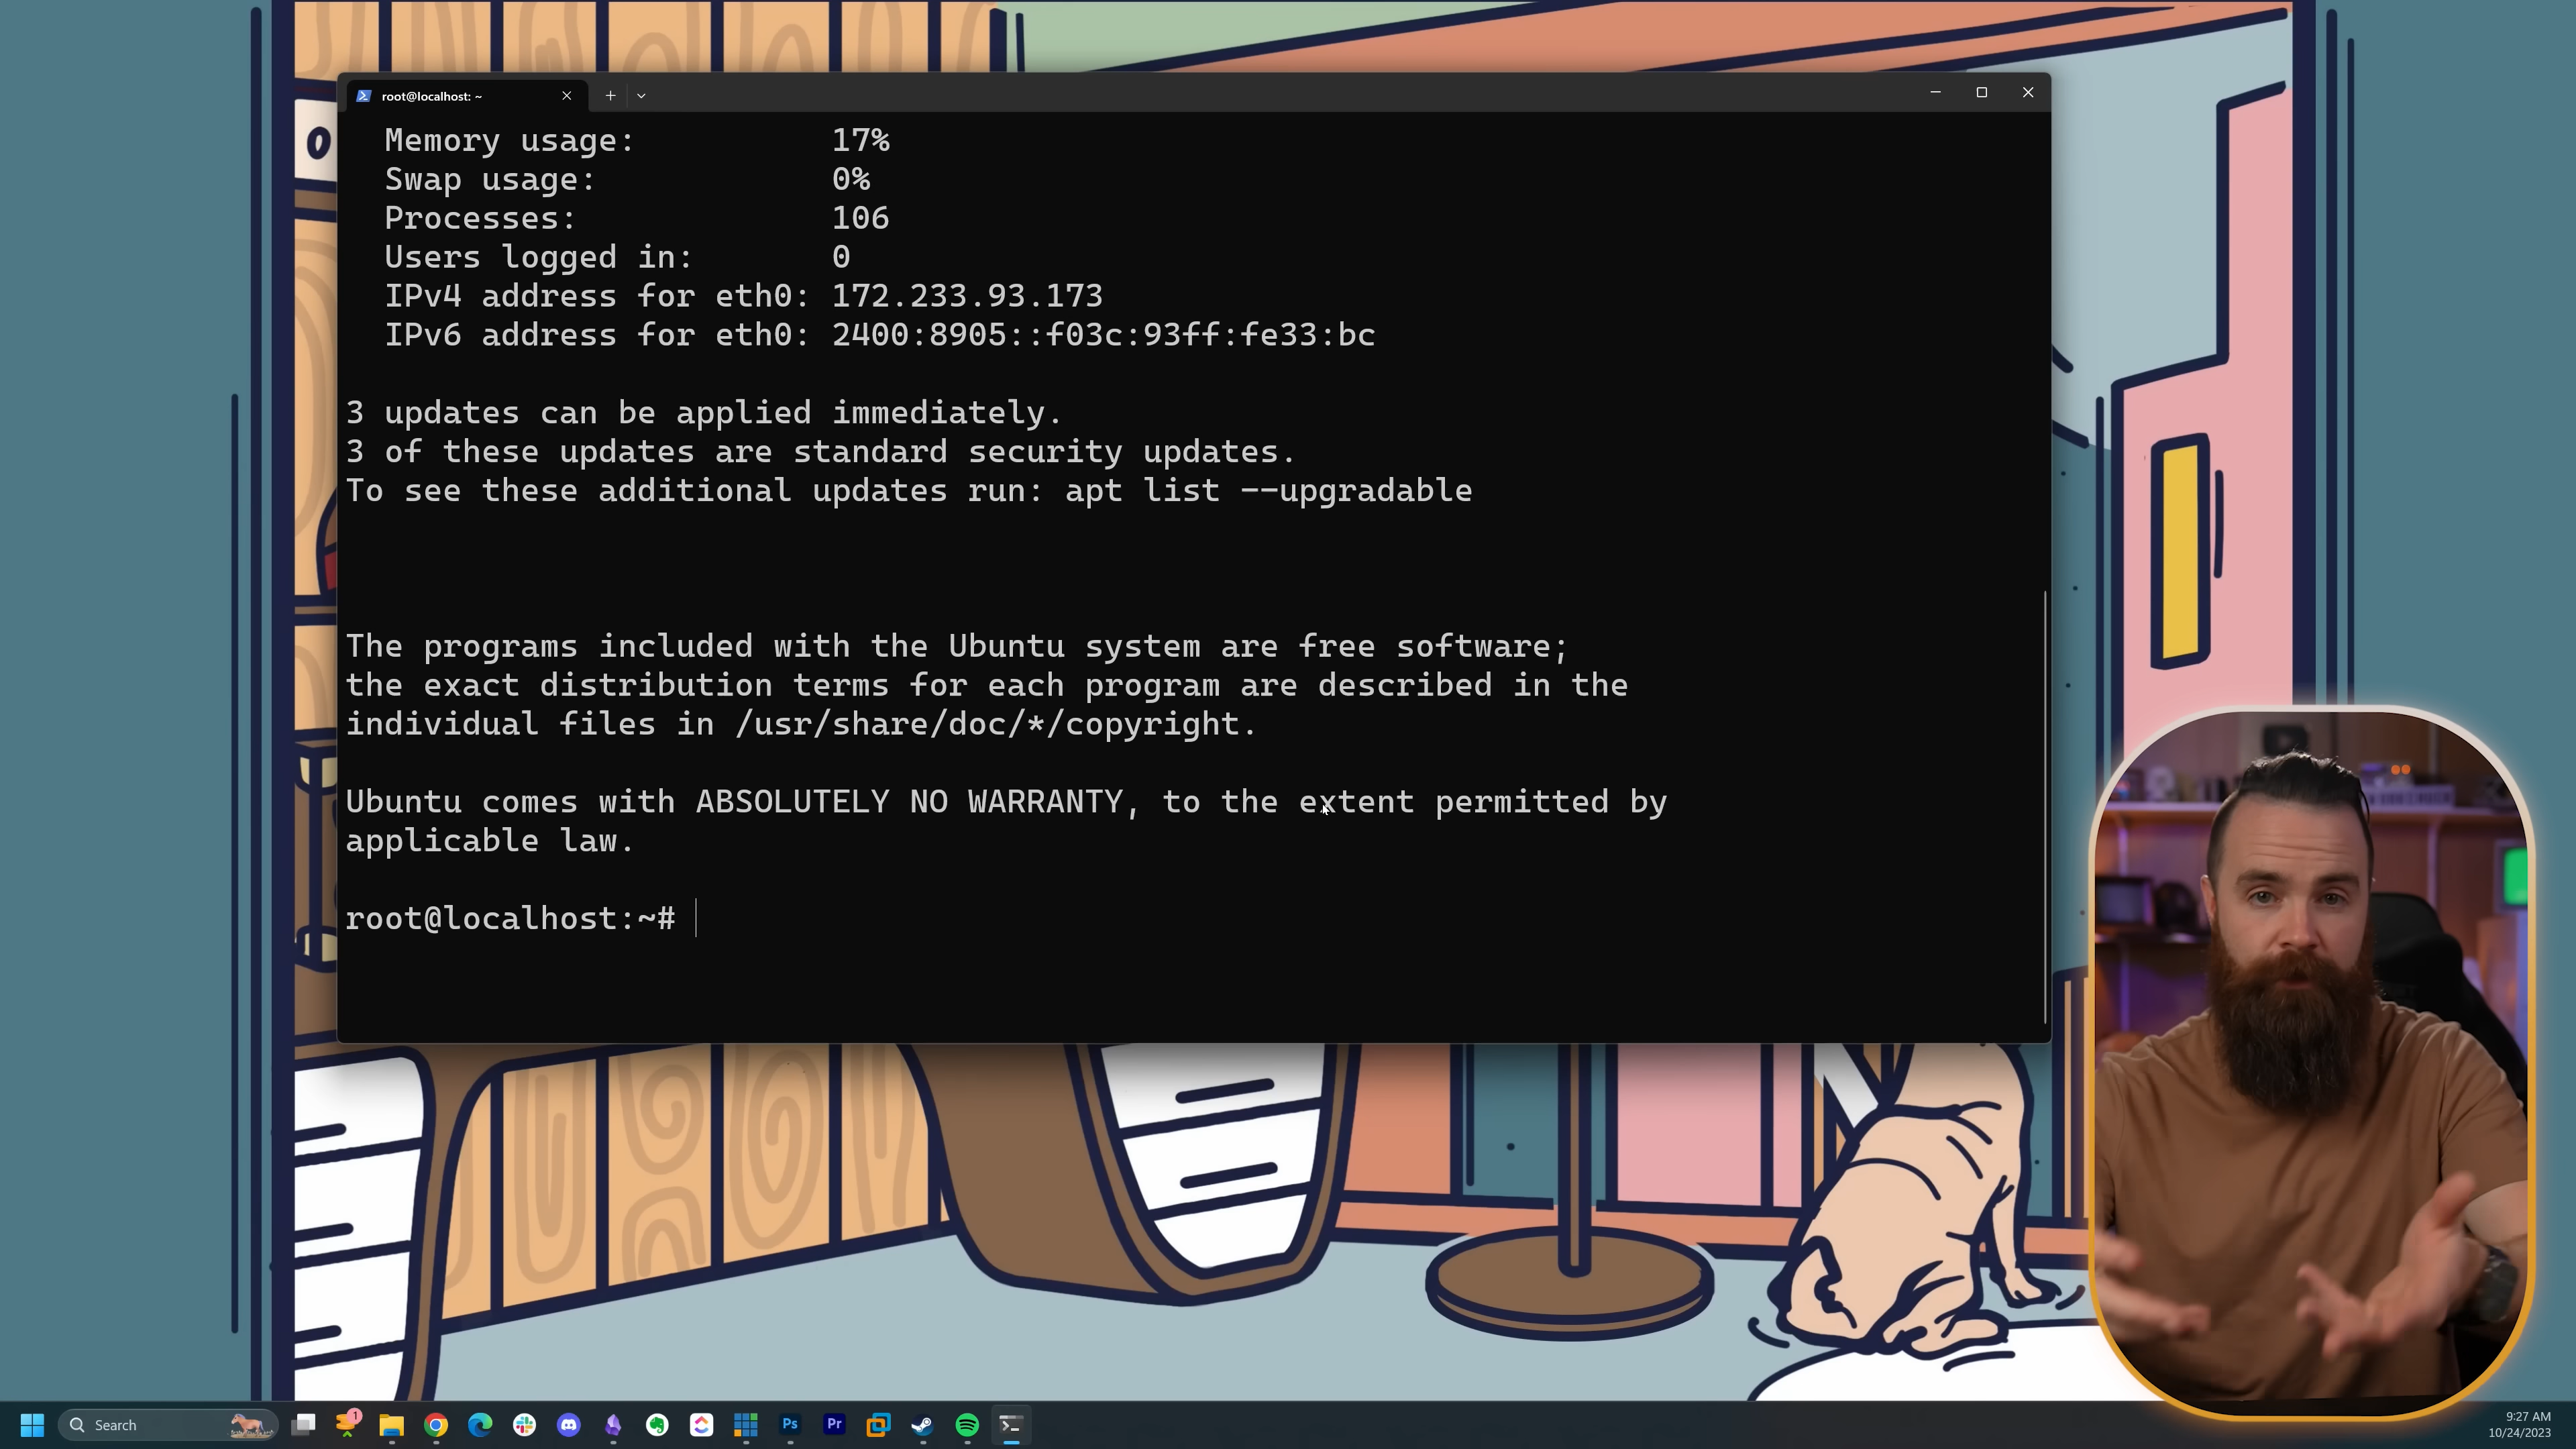 root@localhost: ~
Memory usage: 17%
Swap usage: 0%
Processes: 106
Users logged in: 0
IPv4 address for eth0: 172.233.93.173
IPv6 address for eth0: 2400:8905::f03c:93ff:fe33:bc
3 updates can be applied immediately.
3 of these updates are standard security updates.
To see these additional updates run: apt list --upgradable
The programs included with the Ubuntu system are free software;
the exact distribution terms for each program are described in the
individual files in /usr/share/doc/*/copyright.
Ubuntu comes with ABSOLUTELY NO WARRANTY, to the extent permitted by
applicable law.
root@localhost:~#
Search
1
Ps
Pr
9:27 AM
10/24/2023